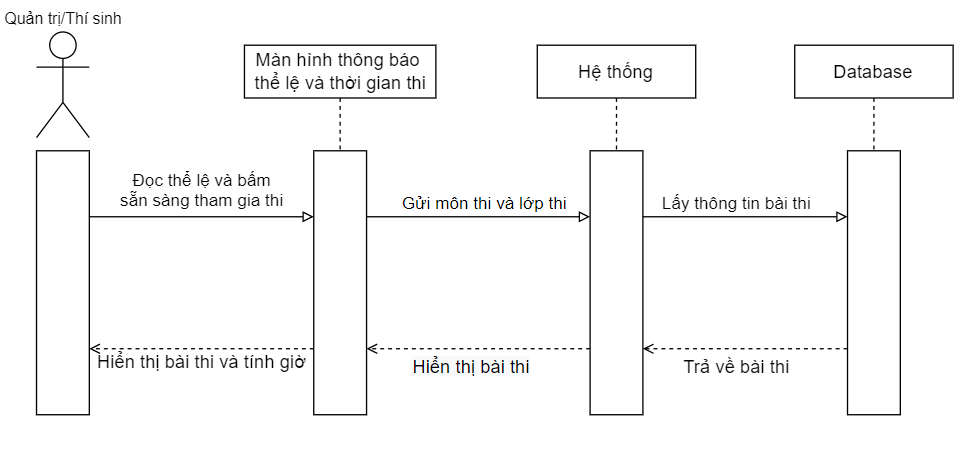 Quản trị/Thí sinh
Màn hình thông báo
thể lệ và thời gian thi
Hệ thống
Database
Đọc thể lệ và bấm
sẵn sàng tham gia thi
Gửi môn thi và lớp thi
Lấy thông tin bài thi
Hiển thị bài thi và tính giờ
Hiển thị bài thi
Trả về bài thi